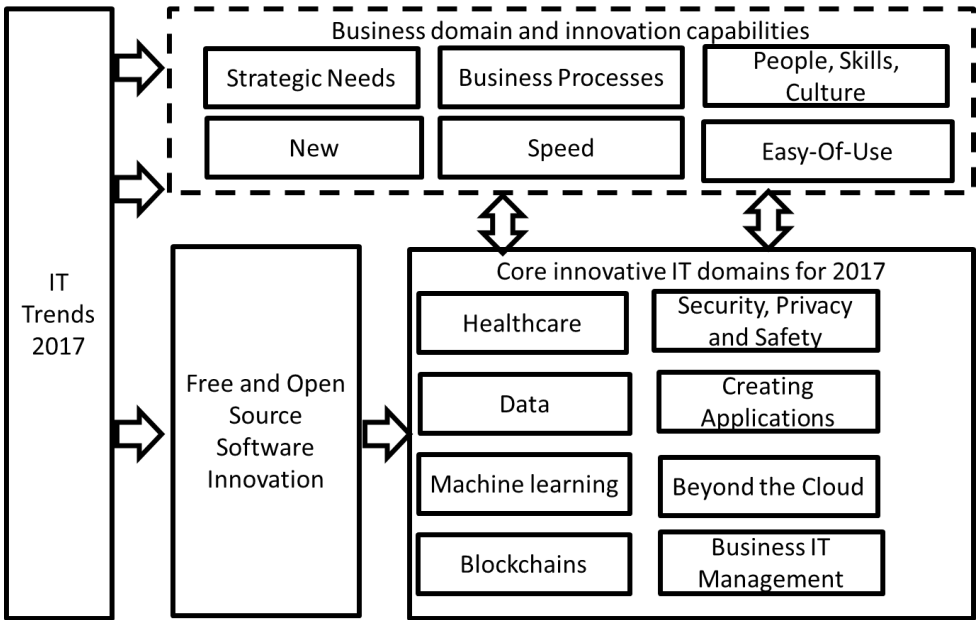 Business domain and innovation capabilities
Strategic Needs
Business Processes
People, Skills,
Culture
New
Speed
Easy-Of-Use
IT
Trends
2017
Free and Open
Source
Software
Innovation
Core innovative IT domains for 2017
Healthcare
Security, Privacy
and Safety
Data
Creating
Applications
Machine learning
Beyond the Cloud
Blockchains
Business IT
Management